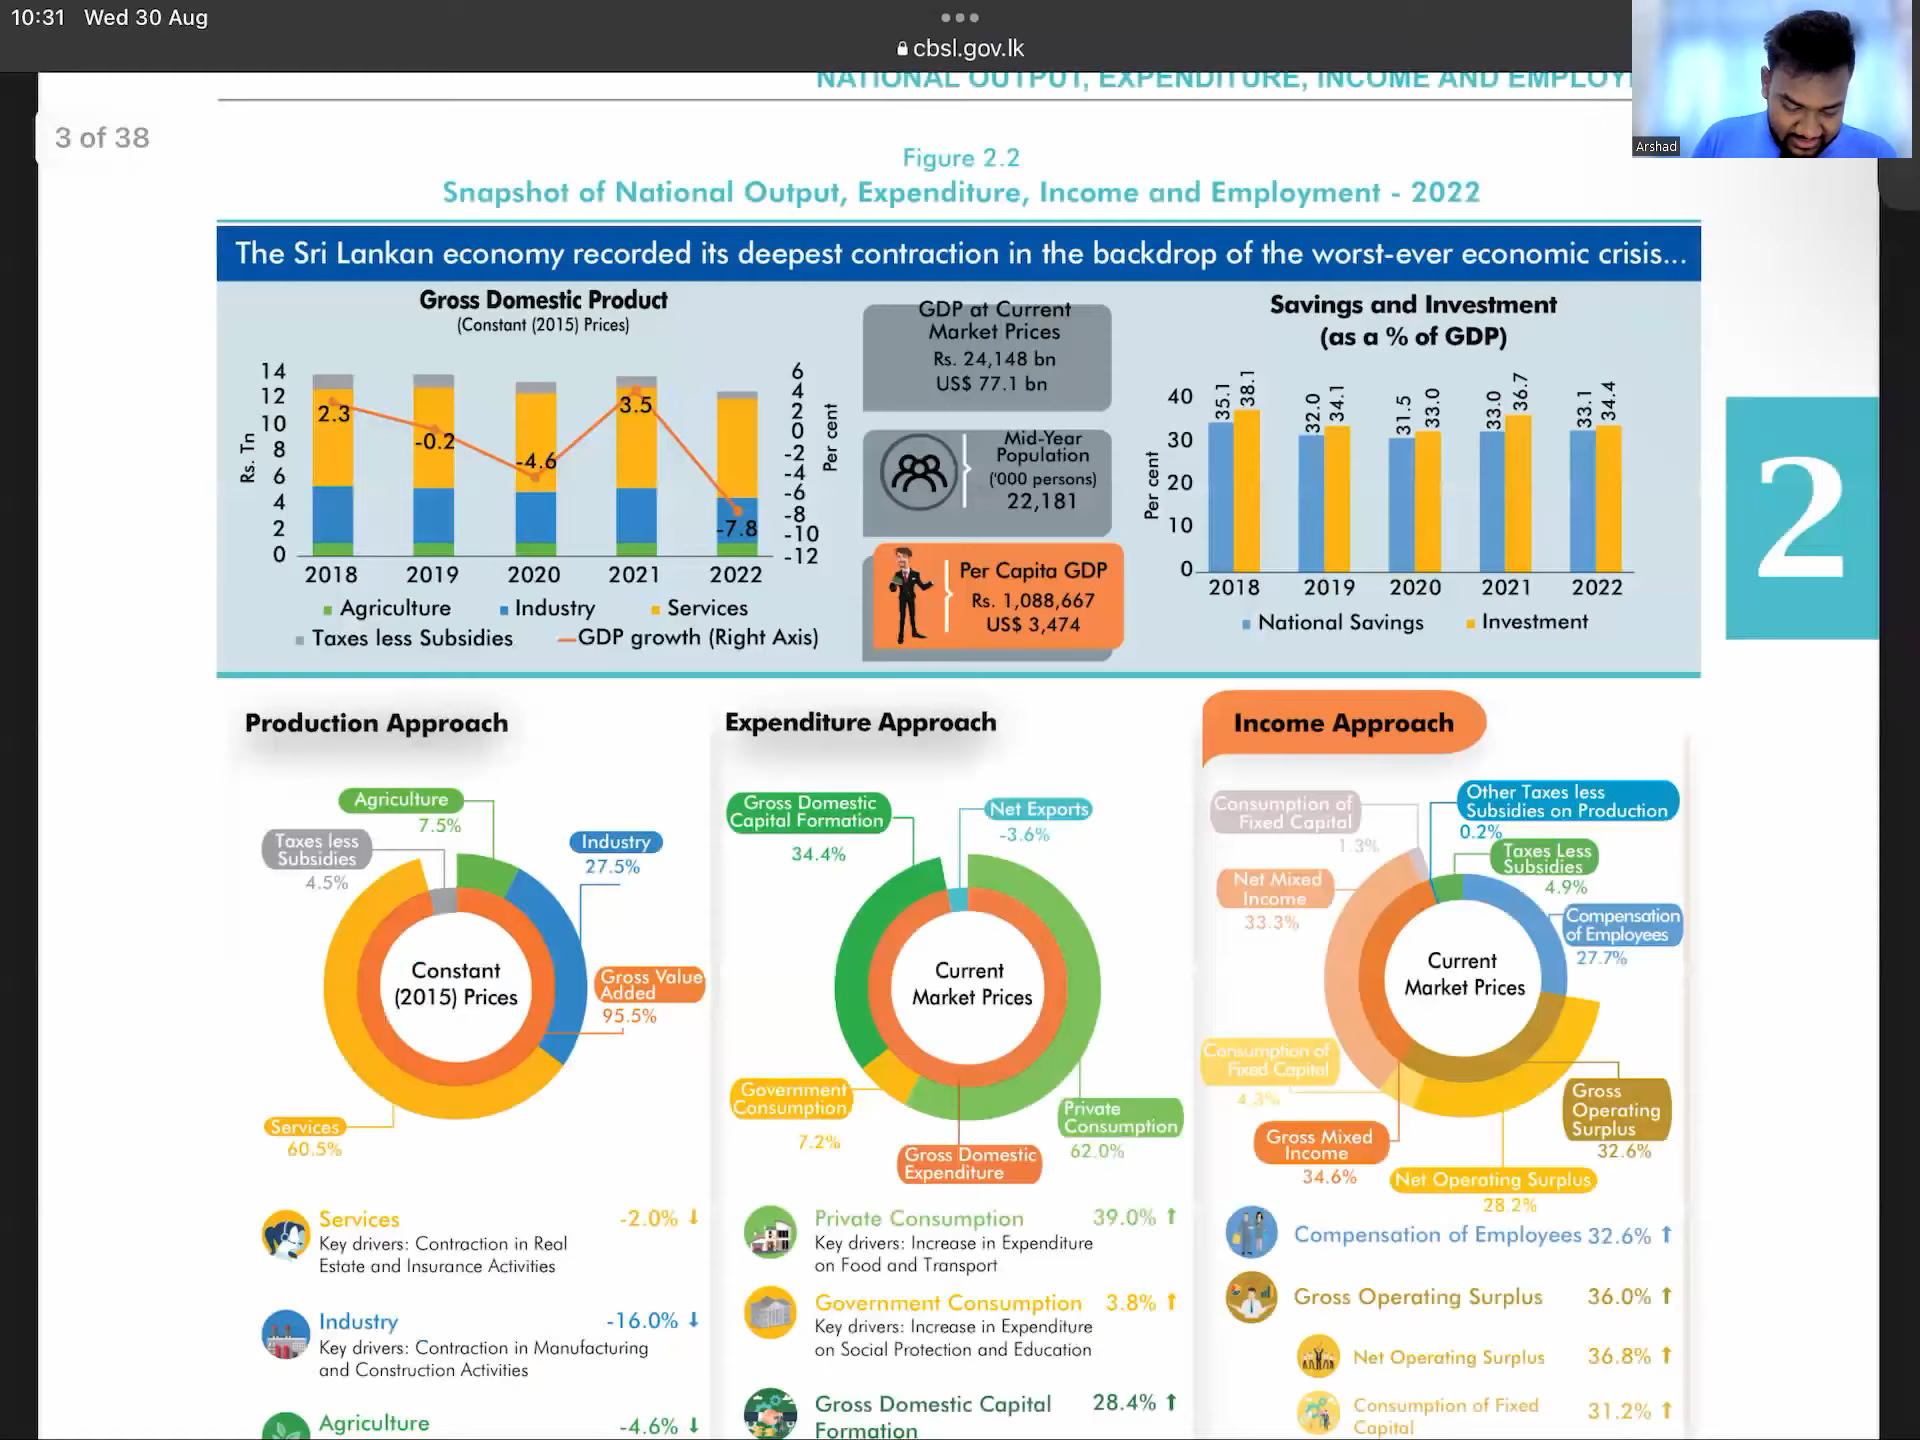 10:31 Wed 30 Aug
cbsl.gov.lk
Arshad
NATIONAL OUTPUT, EXPENDITURE, INCOME AND EMPLOY
3 of 38
Figure 2.2
Snapshot of National Output, Expenditure, Income and Employment - 2022
The Sri Lankan economy recorded its deepest contraction in the backdrop of the worst-ever economic crisis...
Gross Domestic Product
(Constant (2015) Prices)
Rs. Tn
14
12
10
8
6
4
2
0
2.3
-0.2
-4.6
3.5
-7.8
6
4
2
0
-2
-4
-6
-8
-10
-12
Per cent
2018 2019 2020 2021 2022
Agriculture Industry Services
Taxes less Subsidies GDP growth (Right Axis)
GDP at Current
Market Prices
Rs. 24,148 bn
US$ 77.1 bn
Mid-Year
Population
('000 persons)
22,181
Per Capita GDP
Rs. 1,088,667
US$ 3,474
Savings and Investment
(as a % of GDP)
Per cent
40
30
20
10
0
35.1 38.1 32.0 34.1 31.5 33.0 33.0 36.7 33.1 34.4
2018 2019 2020 2021 2022
National Savings Investment
2
Production Approach
Agriculture
7.5%
Taxes less
Subsidies
4.5%
Industry
27.5%
Constant
(2015) Prices
Gross Value
Added
95.5%
Services
60.5%
Services -2.0%
Key drivers: Contraction in Real
Estate and Insurance Activities
Industry -16.0%
Key drivers: Contraction in Manufacturing
and Construction Activities
Agriculture -4.6%
Expenditure Approach
Gross Domestic
Capital Formation
34.4%
Net Exports
-3.6%
Current
Market Prices
Government
Consumption
7.2%
Private
Consumption
62.0%
Gross Domestic
Expenditure
Private Consumption 39.0%
Key drivers: Increase in Expenditure
on Food and Transport
Government Consumption 3.8%
Key drivers: Increase in Expenditure
on Social Protection and Education
Gross Domestic Capital 28.4%
Formation
Income Approach
Consumption of
Fixed Capital
1.3%
Other Taxes less
Subsidies on Production
0.2%
Taxes Less
Subsidies
4.9%
Net Mixed
Income
33.3%
Compensation
of Employees
27.7%
Current
Market Prices
Consumption of
Fixed Capital
4.3%
Gross
Operating
Surplus
32.6%
Gross Mixed
Income
34.6%
Net Operating Surplus
28.2%
Compensation of Employees 32.6%
Gross Operating Surplus 36.0%
Net Operating Surplus 36.8%
Consumption of Fixed 31.2%
Capital